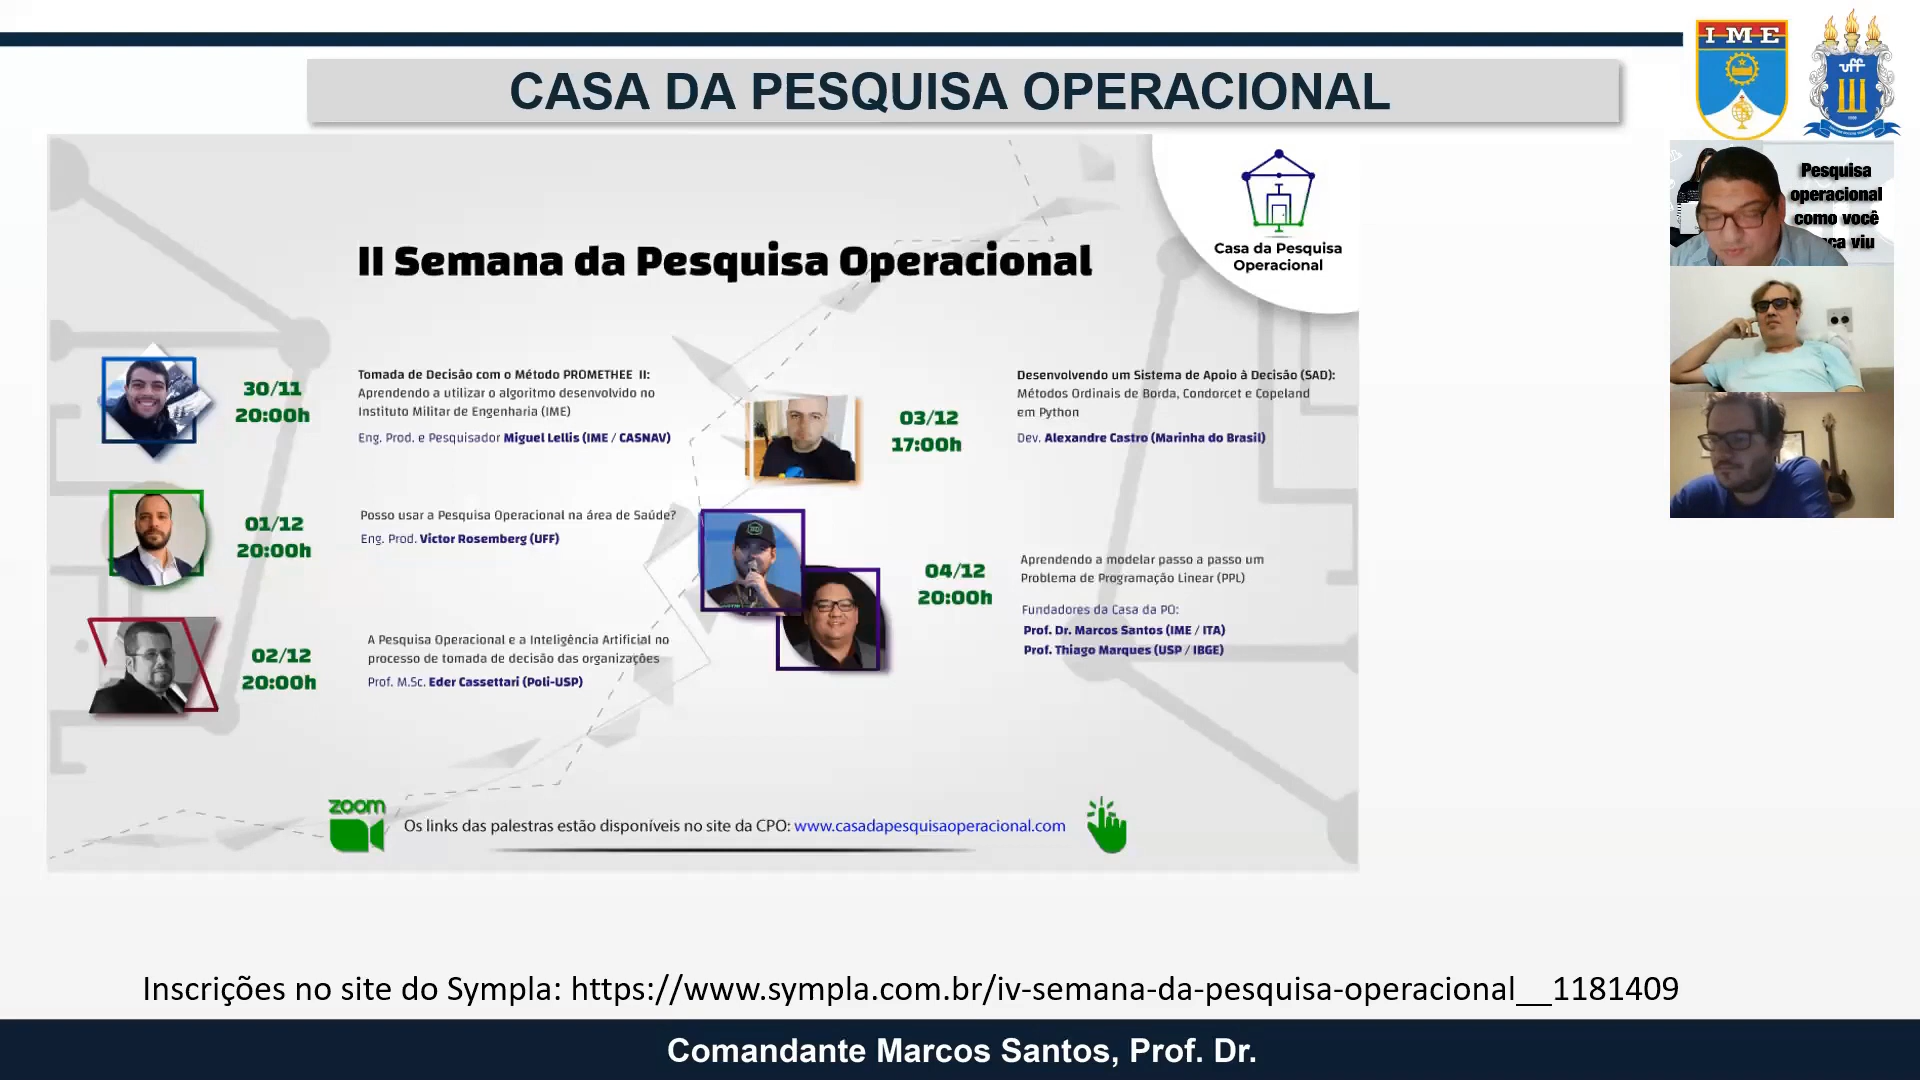 CASA DA PESQUISA OPERACIONAL
IME
uff
Casa da Pesquisa
Operacional
II Semana da Pesquisa Operacional
30/11
20:00h
Tomada de Decisão com o Método PROMETHEE II:
Aprendendo a utilizar o algoritmo desenvolvido no
Instituto Militar de Engenharia (IME)
Eng. Prod. e Pesquisador Miguel Lellis (IME / CASNAV)
01/12
20:00h
Posso usar a Pesquisa Operacional na área de Saúde?
Eng. Prod. Victor Rosemberg (UFF)
02/12
20:00h
A Pesquisa Operacional e a Inteligência Artificial no
processo de tomada de decisão das organizações
Prof. M.Sc. Eder Cassettari (Poli-USP)
03/12
17:00h
Desenvolvendo um Sistema de Apoio à Decisão (SAD):
Métodos Ordinais de Borda, Condorcet e Copeland
em Python
Dev. Alexandre Castro (Marinha do Brasil)
04/12
20:00h
Aprendendo a modelar passo a passo um
Problema de Programação Linear (PPL)
Fundadores da Casa da PO:
Prof. Dr. Marcos Santos (IME / ITA)
Prof. Thiago Marques (USP / IBGE)
zoom
Os links das palestras estão disponíveis no site da CPO: www.casadapesquisaoperacional.com
Pesquisa
operacional
como você
viu
Inscrições no site do Sympla: https://www.sympla.com.br/iv-semana-da-pesquisa-operacional__1181409
Comandante Marcos Santos, Prof. Dr.